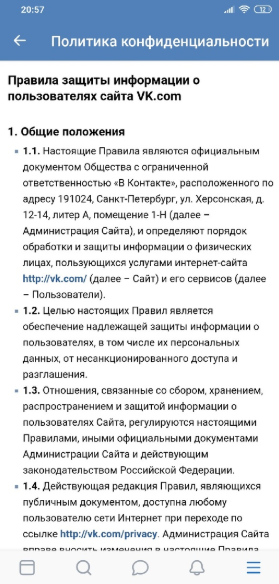 20:57
12
Политика конфиденциальности
Правила защиты информации о
пользователях сайта VK.com
1. Общие положения
• 1.1. Настоящие Правила являются официальным
документом Общества с ограниченной
ответственностью «В Контакте», расположенного по
адресу 191024, Санкт-Петербург, ул. Херсонская, д.
12-14, литер А, помещение 1-Н (далее –
Администрация Сайта), и определяют порядок
обработки и защиты информации о физических
лицах, пользующихся услугами интернет-сайта
http://vk.com/ (далее – Сайт) и его сервисов (далее
– Пользователи).
• 1.2. Целью настоящих Правил является
обеспечение надлежащей защиты информации о
пользователях, в том числе их персональных
данных, от несанкционированного доступа и
разглашения.
• 1.3. Отношения, связанные со сбором, хранением,
распространением и защитой информации о
пользователях Сайта, регулируются настоящими
Правилами, иными официальными документами
Администрации Сайта и действующим
законодательством Российской Федерации.
• 1.4. Действующая редакция Правил, являющихся
публичным документом, доступна любому
пользователю сети Интернет при переходе по
ссылке http://vk.com/privacy. Администрация Сайта
вправе вносить изменения в настоящие Правила